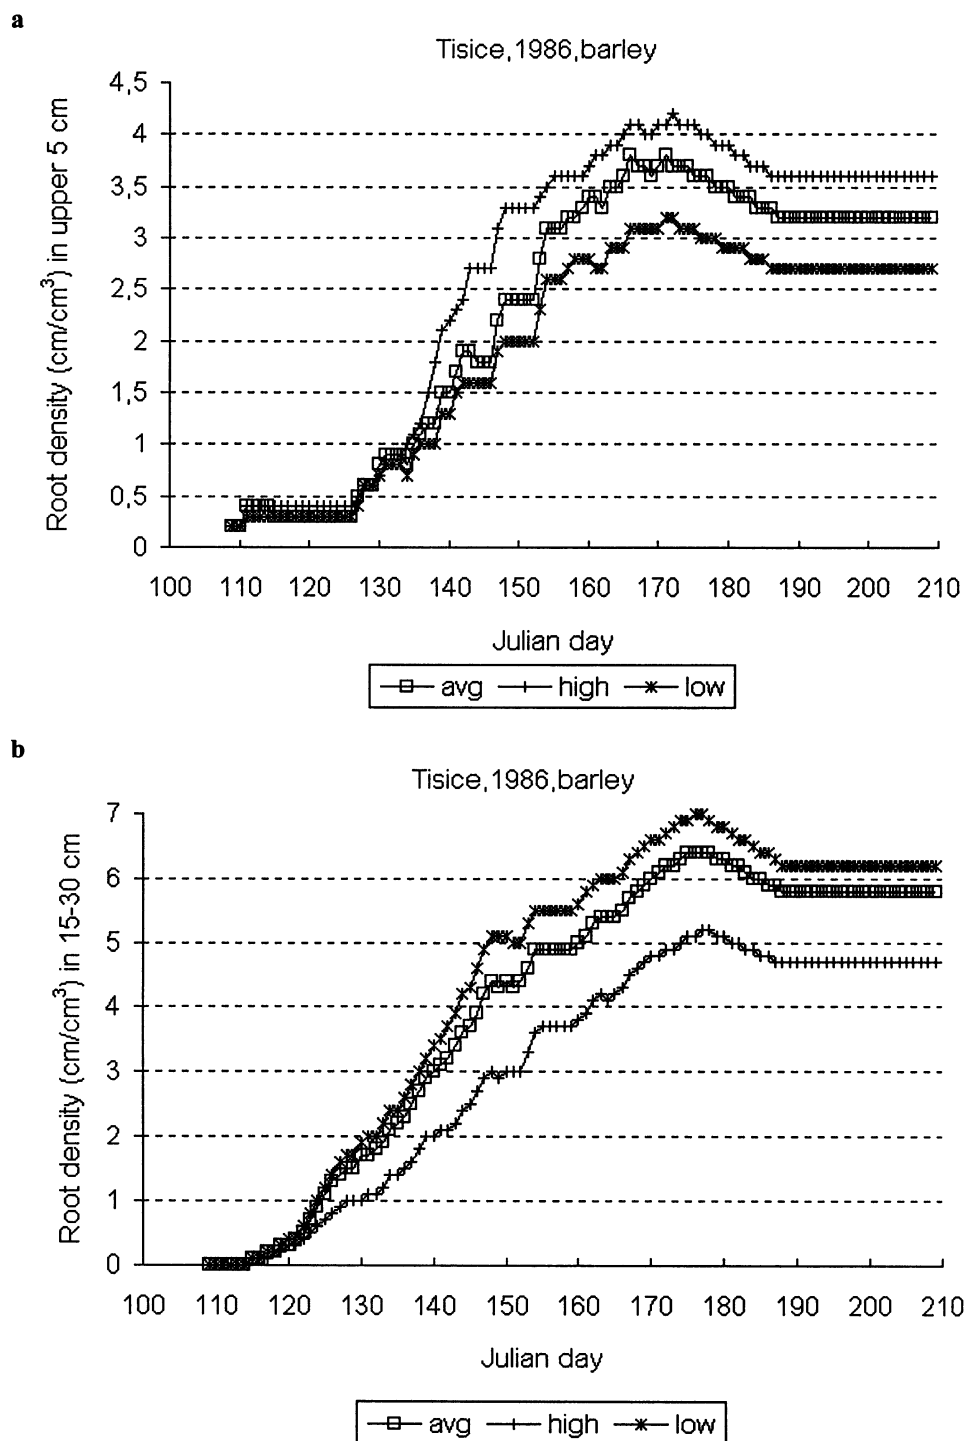 a
Tisice,1986,barley
Root density (cm/cm³) in upper 5 cm
4,5
4
3,5
3
2,5
2
1,5
1
0,5
0
100 110 120 130 140 150 160 170 180 190 200 210
Julian day
avg high low
b
Tisice,1986,barley
Root density (cm/cm³) in 15-30 cm
7
6
5
4
3
2
1
0
100 110 120 130 140 150 160 170 180 190 200 210
Julian day
avg high low